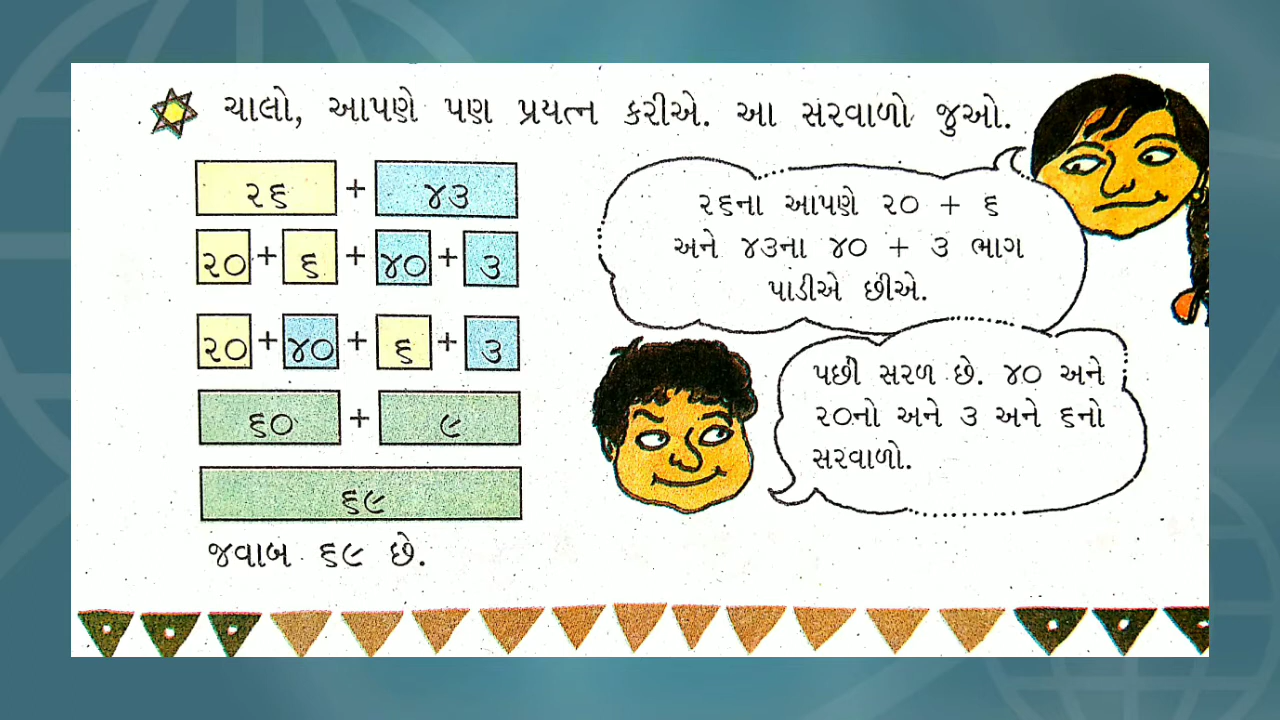 ચાલો, આપણે પણ પ્રયત્ન કરીએ. આ સરવાળો જુઓ.
૨૬ + ૪૩
૨૦ + ૬ + ૪૦ + ૩
૨૦ + ૪૦ + ૬ + ૩
૬૦ + ૯
૬૯
જવાબ ૬૯ છે.
૨૬ના આપણે ૨૦ + ૬
અને ૪૩ના ૪૦ + ૩ ભાગ
પાડીએ છીએ.
પછી સરળ છે. ૪૦ અને
૨૦નો અને ૩ અને ૬નો
સરવાળો.